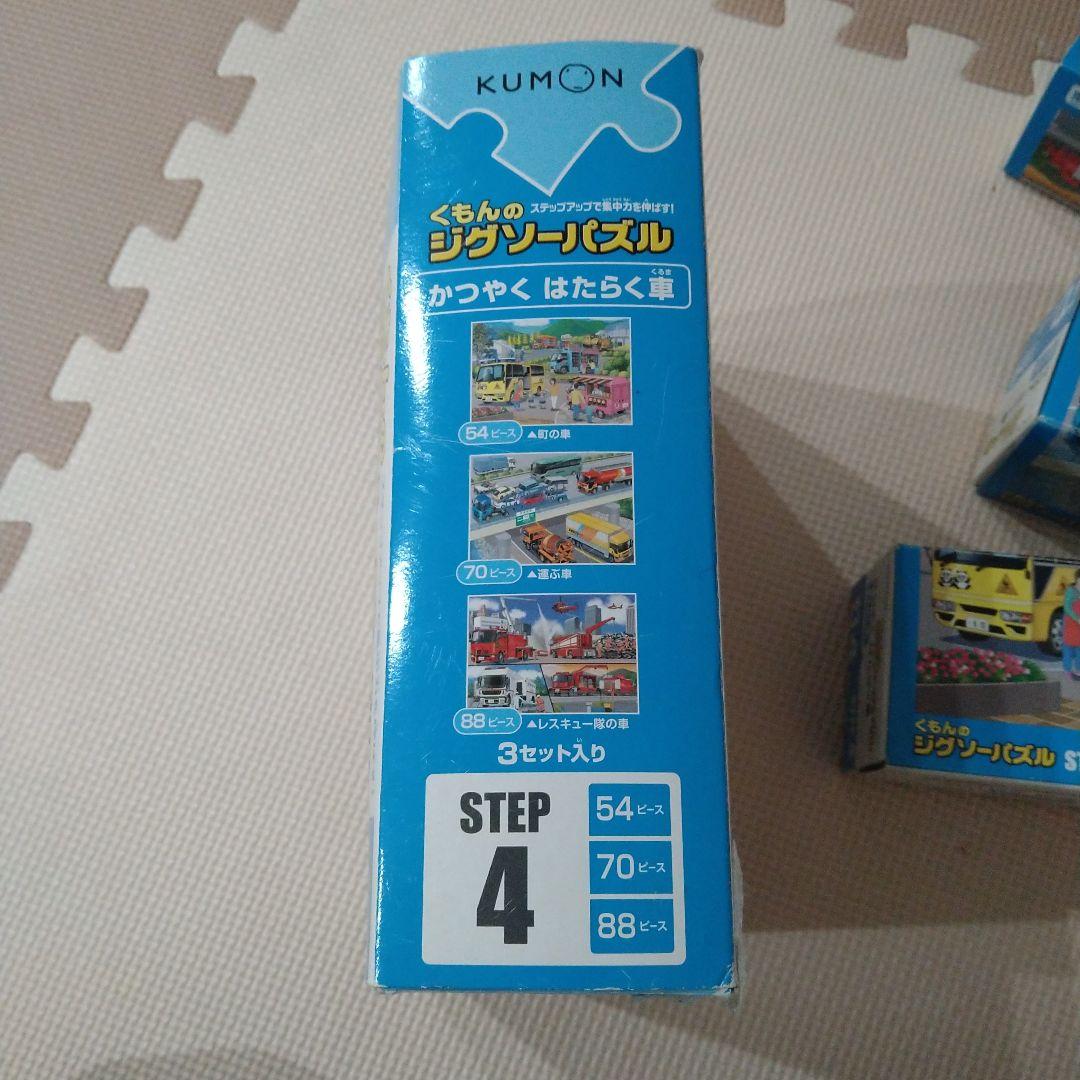 KUMON
ステップアップで集中力を伸ばす!
くもんの
ジグソーパズル
かつやく はたらく車
くるま
54ピース ▲町の車
70ピース ▲運ぶ車
88ピース ▲レスキュー隊の車
3セット入り
STEP
4
54ピース
70ピース
88ピース
くもんの
ジグソーパズル